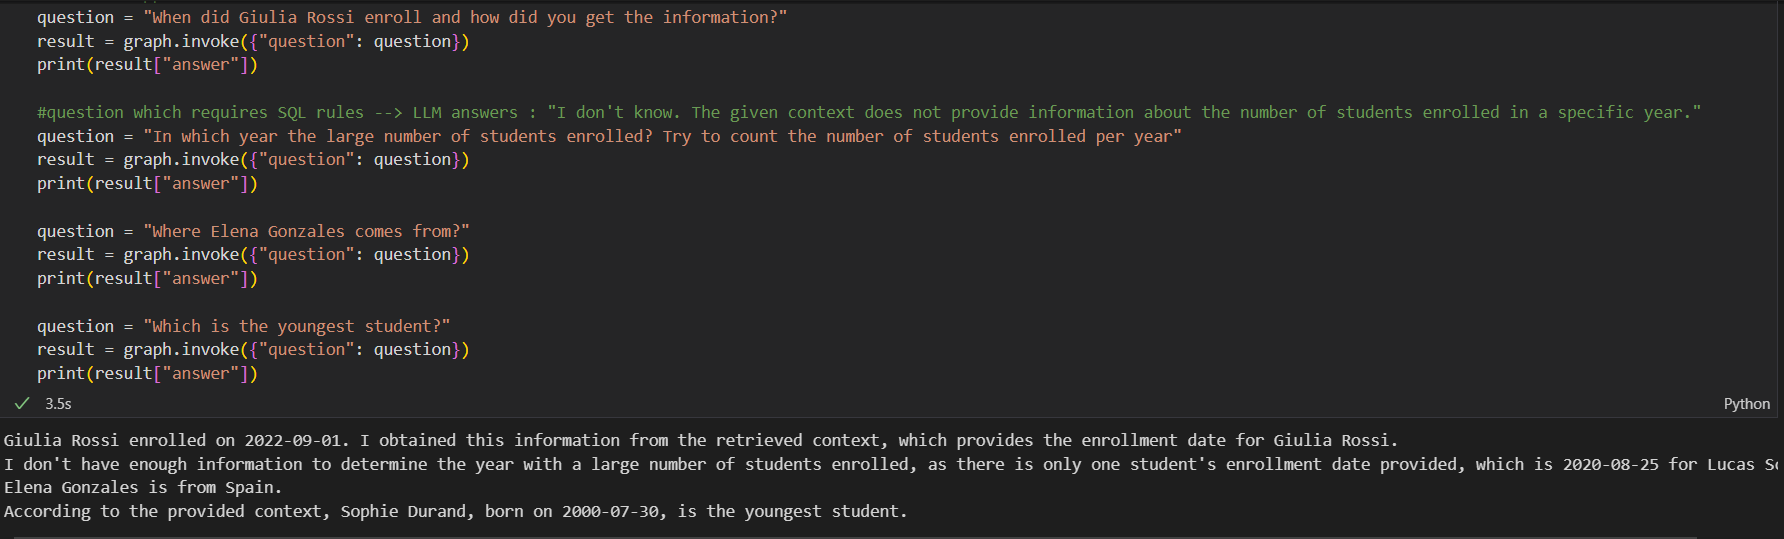 question = "When did Giulia Rossi enroll and how did you get the information?"
result = graph.invoke({"question": question})
print(result["answer"])
#question which requires SQL rules --> LLM answers : "I don't know. The given context does not provide information about the number of students enrolled in a specific year."
question = "In which year the large number of students enrolled? Try to count the number of students enrolled per year"
result = graph.invoke({"question": question})
print(result["answer"])
question = "Where Elena Gonzales comes from?"
result = graph.invoke({"question": question})
print(result["answer"])
question = "Which is the youngest student?"
result = graph.invoke({"question": question})
print(result["answer"])
3.5s
Python
Giulia Rossi enrolled on 2022-09-01. I obtained this information from the retrieved context, which provides the enrollment date for Giulia Rossi.
I don't have enough information to determine the year with a large number of students enrolled, as there is only one student's enrollment date provided, which is 2020-08-25 for Lucas
Elena Gonzales is from Spain.
According to the provided context, Sophie Durand, born on 2000-07-30, is the youngest student.